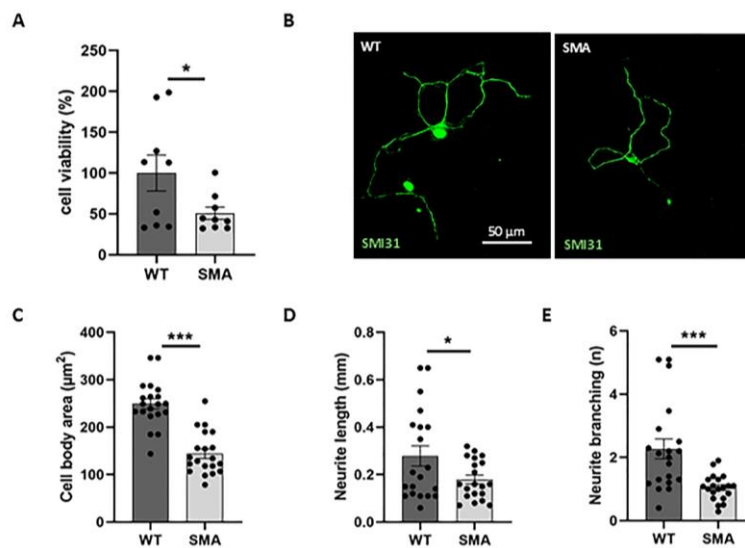 A
cell viability (%)
250
200
150
100
50
0
*
WT
SMA
B
WT
SMI31
50 µm
SMA
SMI31
C
Cell body area (µm²)
400
300
200
100
0
***
WT
SMA
D
Neurite length (mm)
0.8
0.6
0.4
0.2
0.0
*
WT
SMA
E
Neurite branching (n)
6
4
2
0
***
WT
SMA